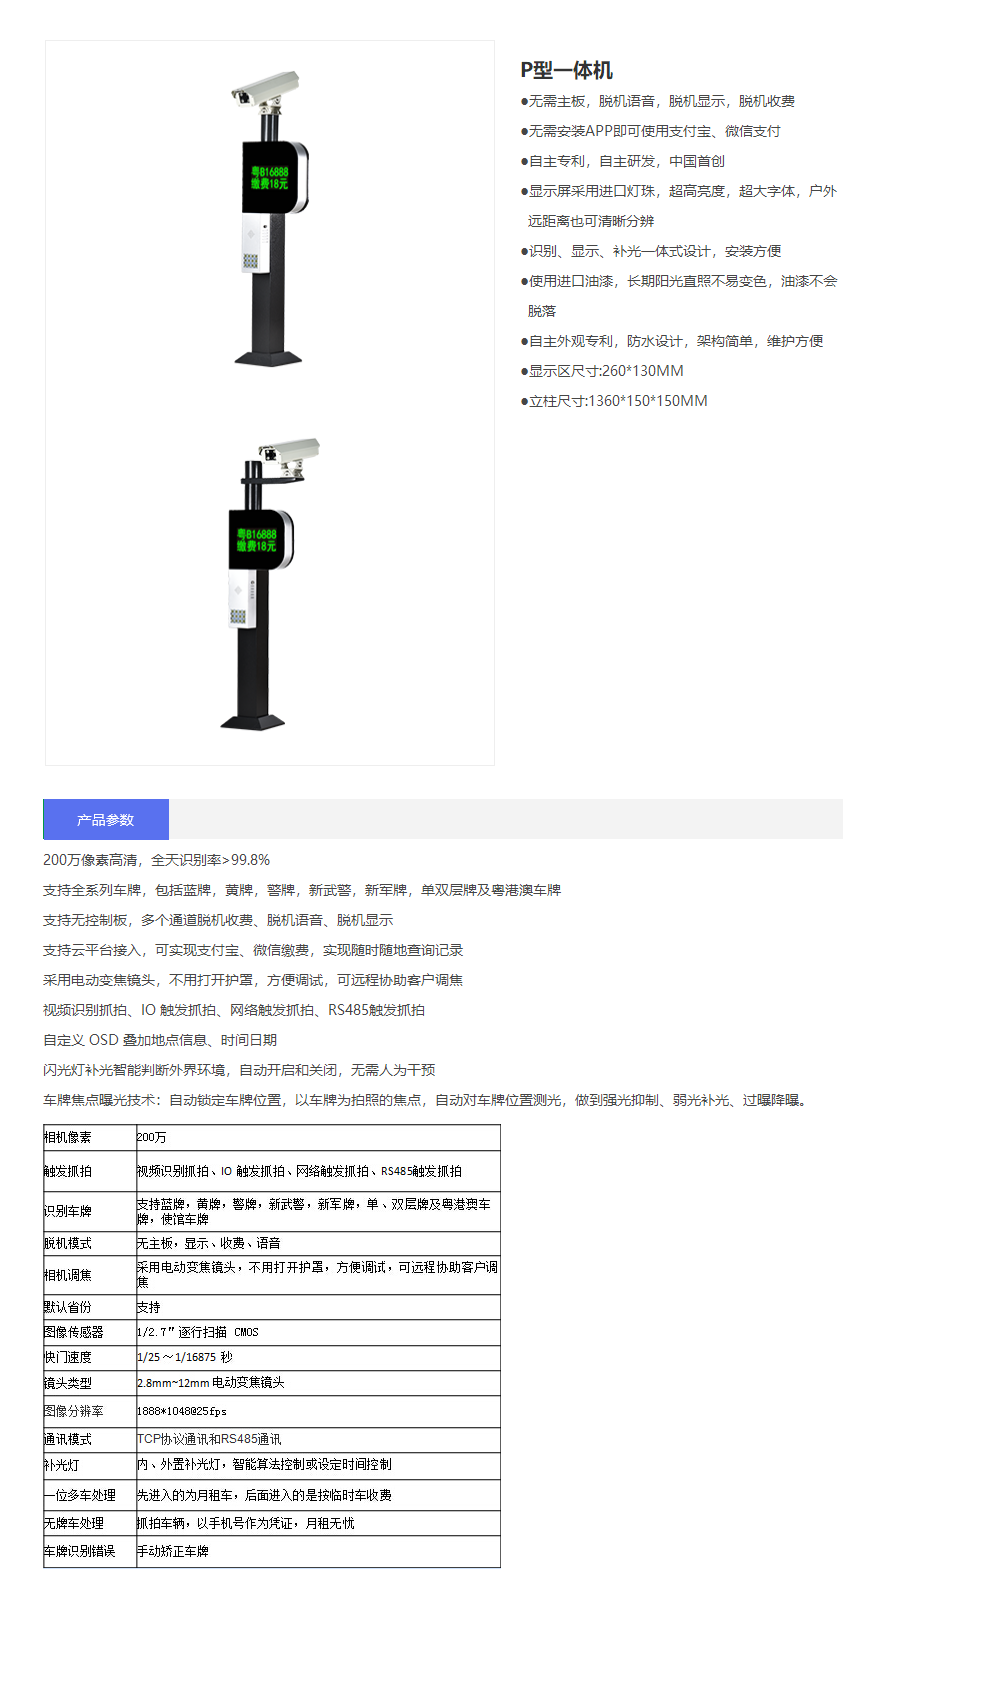 粤B16888
缴费18元
粤B16888
缴费18元
P型一体机
●无需主板，脱机语音，脱机显示，脱机收费
●无需安装APP即可使用支付宝、微信支付
●自主专利，自主研发，中国首创
●显示屏采用进口灯珠，超高亮度，超大字体，户外
远距离也可清晰分辨
●识别、显示、补光一体式设计，安装方便
●使用进口油漆，长期阳光直照不易变色，油漆不会
脱落
●自主外观专利，防水设计，架构简单，维护方便
●显示区尺寸:260*130MM
●立柱尺寸:1360*150*150MM
产品参数
200万像素高清，全天识别率>99.8%
支持全系列车牌，包括蓝牌，黄牌，警牌，新武警，新军牌，单双层牌及粤港澳车牌
支持无控制板，多个通道脱机收费、脱机语音、脱机显示
支持云平台接入，可实现支付宝、微信缴费，实现随时随地查询记录
采用电动变焦镜头，不用打开护罩，方便调试，可远程协助客户调焦
视频识别抓拍、IO 触发抓拍、网络触发抓拍、RS485触发抓拍
自定义 OSD 叠加地点信息、时间日期
闪光灯补光智能判断外界环境，自动开启和关闭，无需人为干预
车牌焦点曝光技术：自动锁定车牌位置，以车牌为拍照的焦点，自动对车牌位置测光，做到强光抑制、弱光补光、过曝降曝。
相机像素 200万
触发抓拍 视频识别抓拍、IO 触发抓拍、网络触发抓拍、RS485触发抓拍
识别车牌 支持蓝牌，黄牌，警牌，新武警，新军牌，单、双层牌及粤港澳车
牌，使馆车牌
脱机模式 无主板，显示、收费、语音
相机调焦 采用电动变焦镜头，不用打开护罩，方便调试，可远程协助客户调
焦
默认省份 支持
图像传感器 1/2.7″逐行扫描 CMOS
快门速度 1/25～1/16875 秒
镜头类型 2.8mm~12mm 电动变焦镜头
图像分辨率 1888*1048@25fps
通讯模式 TCP协议通讯和RS485通讯
补光灯 内、外置补光灯，智能算法控制或设定时间控制
一位多车处理 先进入的为月租车，后面进入的是按临时车收费
无牌车处理 抓拍车辆，以手机号作为凭证，月租无忧
车牌识别错误 手动矫正车牌